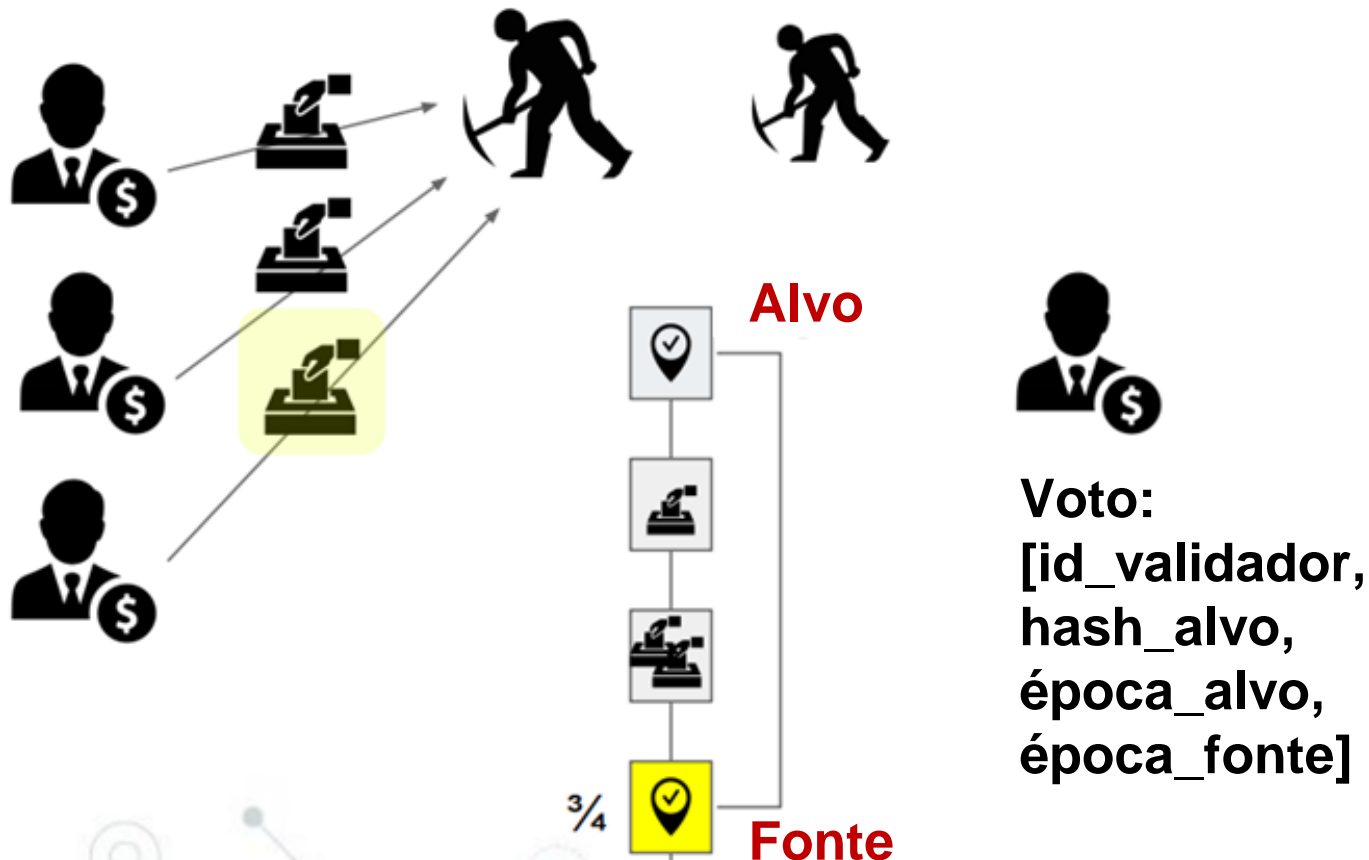 $
$
$
Alvo
$
Voto:
[id_validador,
hash_alvo,
época_alvo,
época_fonte]
¾
Fonte